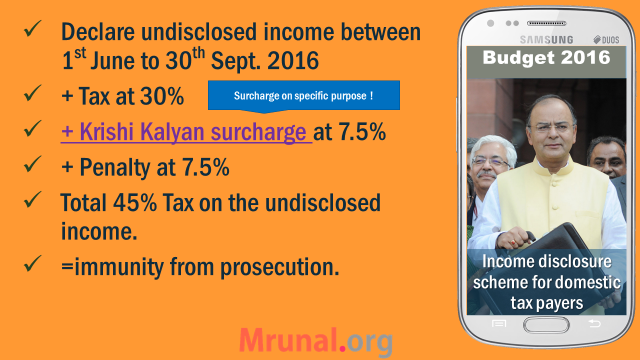 Declare undisclosed income between
1st June to 30th Sept. 2016
+ Tax at 30%
Surcharge on specific purpose !
+ Krishi Kalyan surcharge at 7.5%
+ Penalty at 7.5%
Total 45% Tax on the undisclosed
income.
=immunity from prosecution.
SAMSUNG DUOS
Budget 2016
Income disclosure
scheme for domestic
tax payers
Mrunal.org